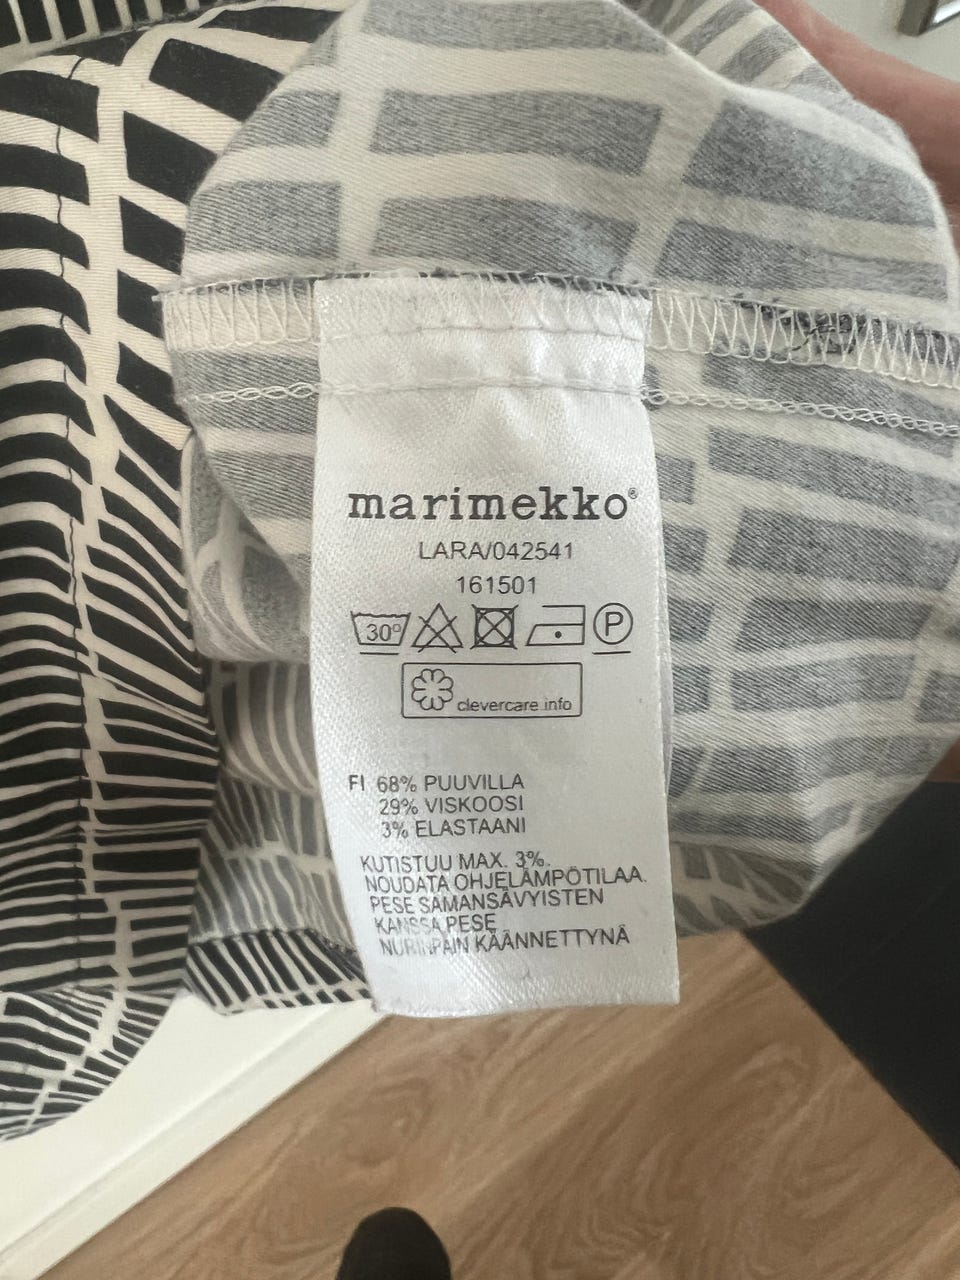 marimekko®
LARA/042541
161501
30° P
clevercare.info
FI 68% PUUVILLA
29% VISKOOSI
3% ELASTAANI
KUTISTUU MAX. 3%.
NOUDATA OHJELÄMPÖTILAA.
PESE SAMANSÄVYISTEN
KANSSA PESE
NURINPÄIN KÄÄNNETTYNÄ